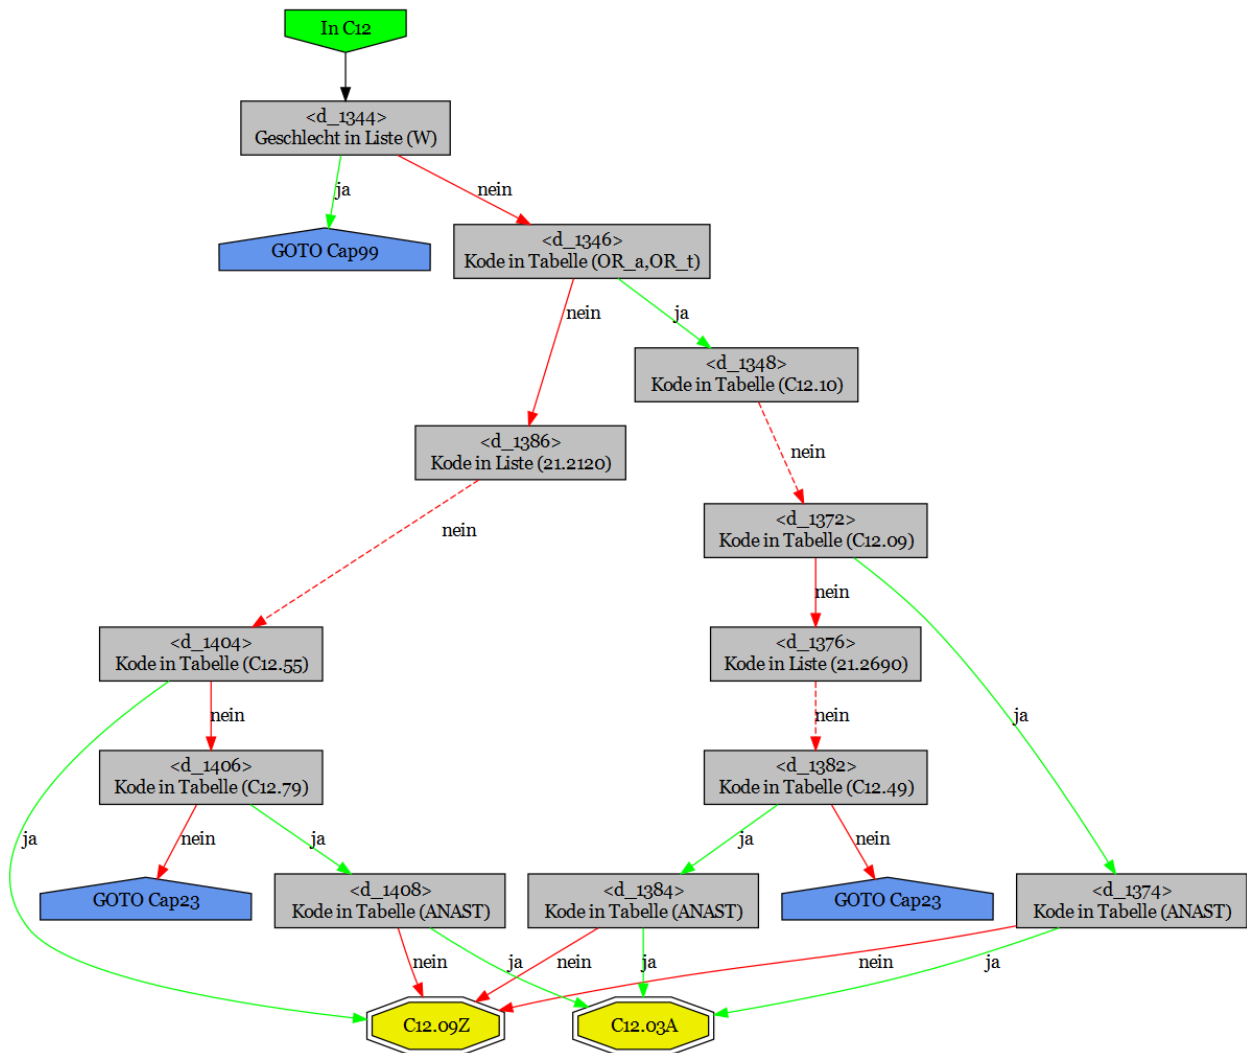 In C12
<d_1344>
Geschlecht in Liste (W)
ja
nein
GOTO Cap99
<d_1346>
Kode in Tabelle (OR_a,OR_t)
nein
ja
<d_1348>
Kode in Tabelle (C12.10)
<d_1386>
Kode in Liste (21.2120)
nein
nein
<d_1372>
Kode in Tabelle (C12.09)
nein
ja
<d_1404>
Kode in Tabelle (C12.55)
<d_1376>
Kode in Liste (21.2690)
nein
nein
ja
<d_1406>
Kode in Tabelle (C12.79)
<d_1382>
Kode in Tabelle (C12.49)
nein
ja
ja
nein
GOTO Cap23
<d_1408>
Kode in Tabelle (ANAST)
<d_1384>
Kode in Tabelle (ANAST)
GOTO Cap23
<d_1374>
Kode in Tabelle (ANAST)
nein
ja
nein
ja
nein
ja
C12.09Z
C12.03A